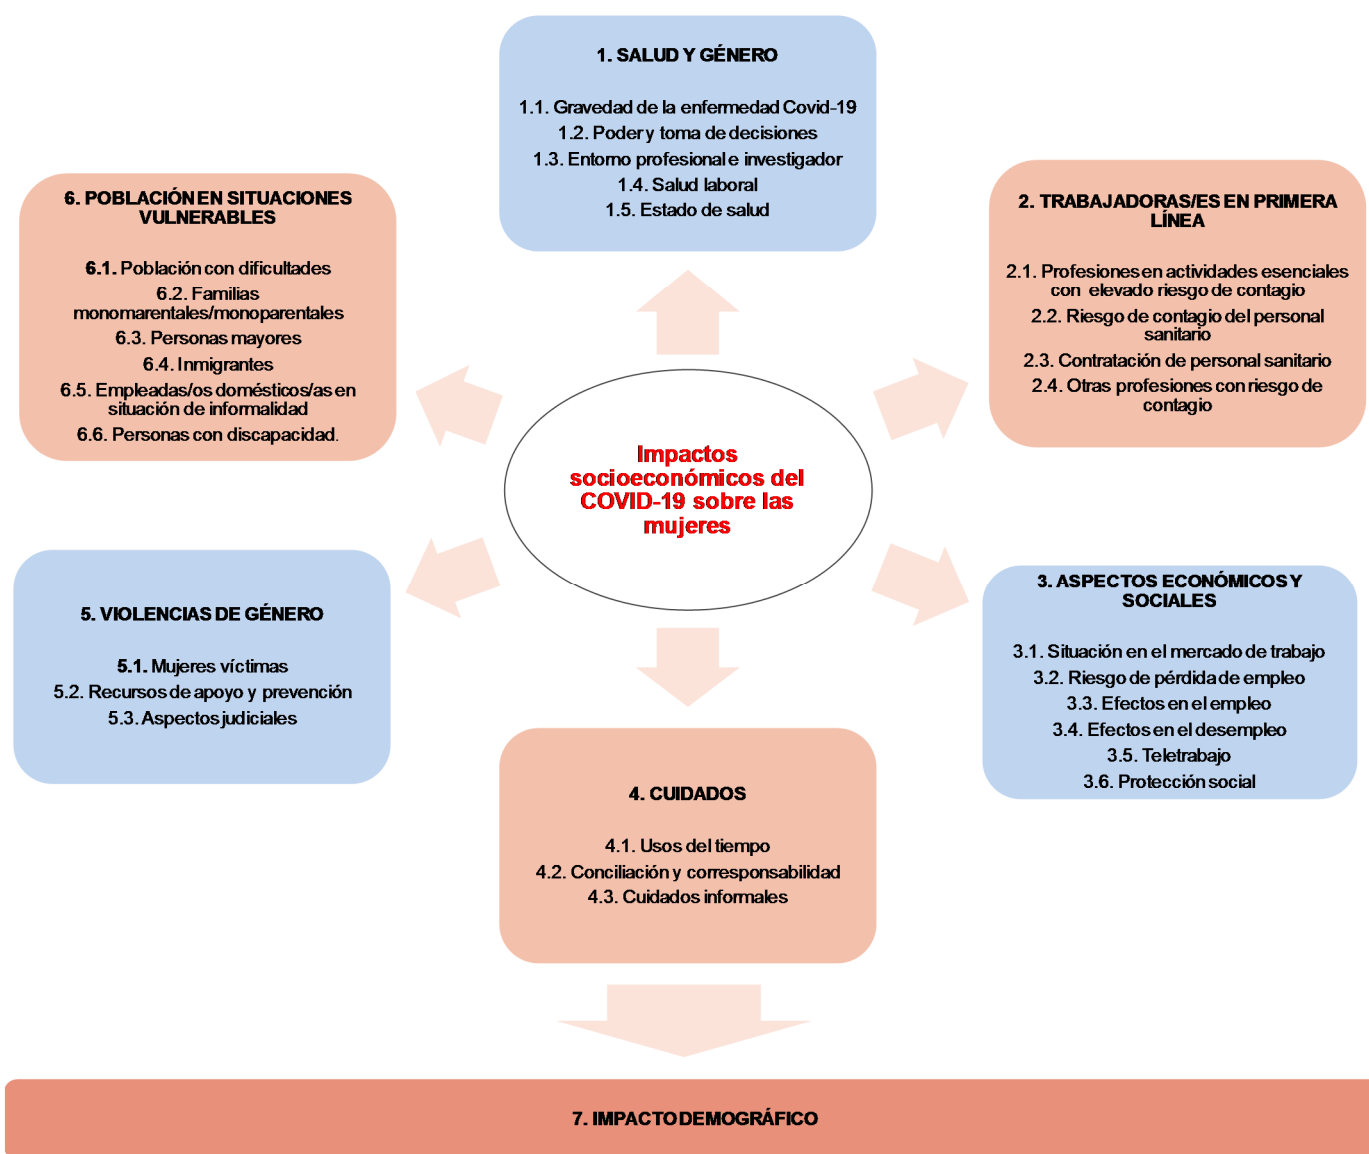 1. SALUD Y GÉNERO
1.1. Gravedad de la enfermedad Covid-19
1.2. Poder y toma de decisiones
1.3. Entorno profesional e investigador
1.4. Salud laboral
1.5. Estado de salud
2. TRABAJADORAS/ES EN PRIMERA
LÍNEA
2.1. Profesiones en actividades esenciales
con elevado riesgo de contagio
2.2. Riesgo de contagio del personal
sanitario
2.3. Contratación de personal sanitario
2.4. Otras profesiones con riesgo de
contagio
3. ASPECTOS ECONÓMICOS Y
SOCIALES
3.1. Situación en el mercado de trabajo
3.2. Riesgo de pérdida de empleo
3.3. Efectos en el empleo
3.4. Efectos en el desempleo
3.5. Teletrabajo
3.6. Protección social
4. CUIDADOS
4.1. Usos del tiempo
4.2. Conciliación y corresponsabilidad
4.3. Cuidados informales
5. VIOLENCIAS DE GÉNERO
5.1. Mujeres víctimas
5.2. Recursos de apoyo y prevención
5.3. Aspectos judiciales
6. POBLACIÓN EN SITUACIONES
VULNERABLES
6.1. Población con dificultades
6.2. Familias
monomarentales/monoparentales
6.3. Personas mayores
6.4. Inmigrantes
6.5. Empleadas/os domésticos/as en
situación de informalidad
6.6. Personas con discapacidad.
Impactos
socioeconómicos del
COVID-19 sobre las
mujeres
7. IMPACTO DEMOGRÁFICO